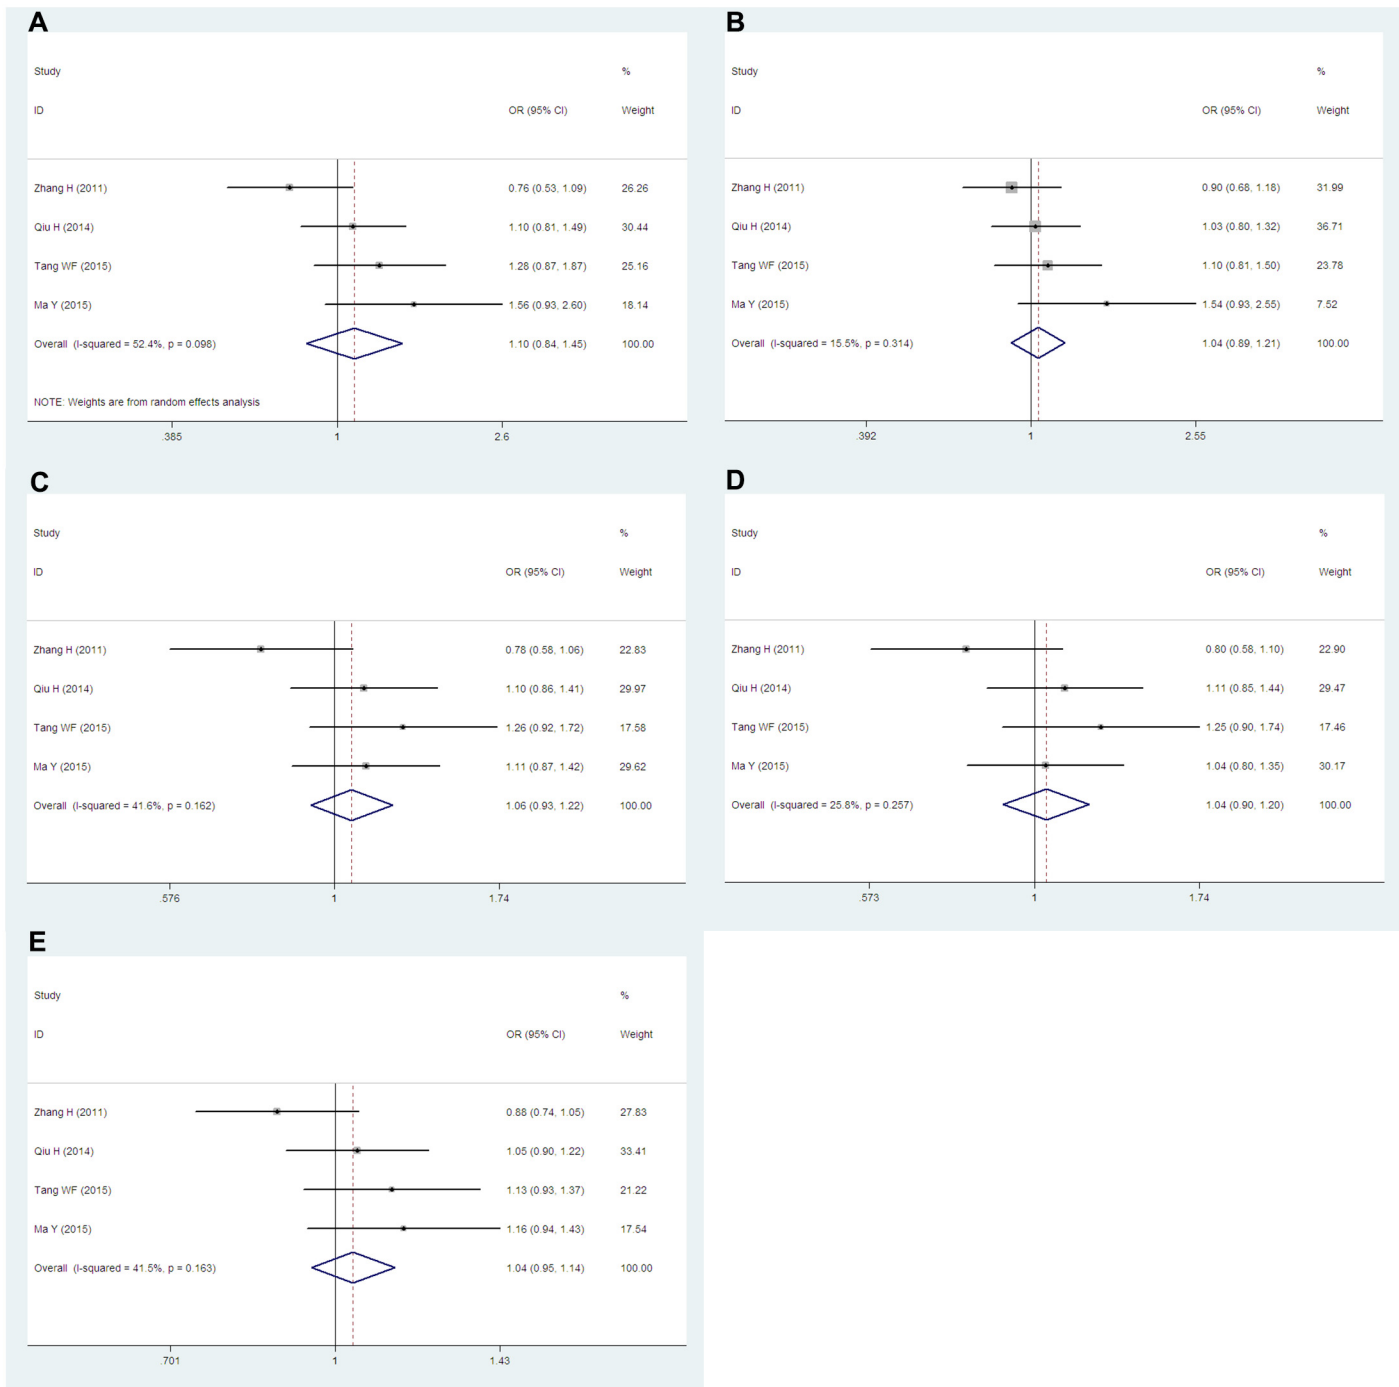 A
Study %
ID OR (95% CI) Weight
Zhang H (2011) 0.76 (0.53, 1.09) 26.26
Qiu H (2014) 1.10 (0.81, 1.49) 30.44
Tang WF (2015) 1.28 (0.87, 1.87) 25.16
Ma Y (2015) 1.56 (0.93, 2.60) 18.14
Overall (I-squared = 52.4%, p = 0.098) 1.10 (0.84, 1.45) 100.00
NOTE: Weights are from random effects analysis
.385 1 2.6
B
Study %
ID OR (95% CI) Weight
Zhang H (2011) 0.90 (0.68, 1.18) 31.99
Qiu H (2014) 1.03 (0.80, 1.32) 36.71
Tang WF (2015) 1.10 (0.81, 1.50) 23.78
Ma Y (2015) 1.54 (0.93, 2.55) 7.52
Overall (I-squared = 15.5%, p = 0.314) 1.04 (0.89, 1.21) 100.00
.392 1 2.55
C
Study %
ID OR (95% CI) Weight
Zhang H (2011) 0.78 (0.58, 1.06) 22.83
Qiu H (2014) 1.10 (0.86, 1.41) 29.97
Tang WF (2015) 1.26 (0.92, 1.72) 17.58
Ma Y (2015) 1.11 (0.87, 1.42) 29.62
Overall (I-squared = 41.6%, p = 0.162) 1.06 (0.93, 1.22) 100.00
.576 1 1.74
D
Study %
ID OR (95% CI) Weight
Zhang H (2011) 0.80 (0.58, 1.10) 22.90
Qiu H (2014) 1.11 (0.85, 1.44) 29.47
Tang WF (2015) 1.25 (0.90, 1.74) 17.46
Ma Y (2015) 1.04 (0.80, 1.35) 30.17
Overall (I-squared = 25.8%, p = 0.257) 1.04 (0.90, 1.20) 100.00
.573 1 1.74
E
Study %
ID OR (95% CI) Weight
Zhang H (2011) 0.88 (0.74, 1.05) 27.83
Qiu H (2014) 1.05 (0.90, 1.22) 33.41
Tang WF (2015) 1.13 (0.93, 1.37) 21.22
Ma Y (2015) 1.16 (0.94, 1.43) 17.54
Overall (I-squared = 41.5%, p = 0.163) 1.04 (0.95, 1.14) 100.00
.701 1 1.43